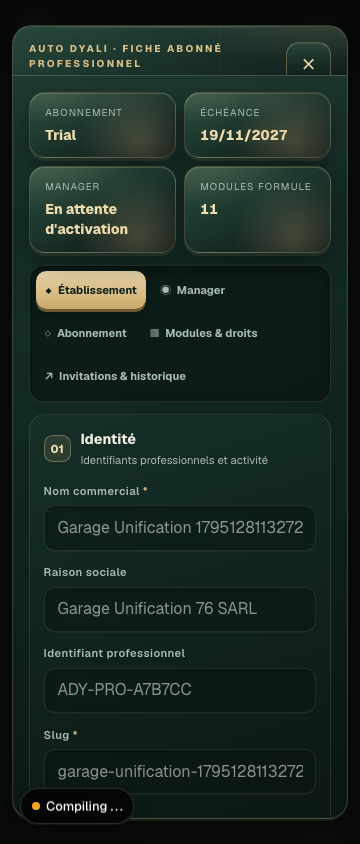 AUTO DYALI · FICHE ABONNÉ
PROFESSIONNEL
×
ABONNEMENT
Trial
ÉCHÉANCE
19/11/2027
MANAGER
En attente
d'activation
MODULES FORMULE
11
◆ Établissement
◉ Manager
◇ Abonnement
▦ Modules & droits
↗ Invitations & historique
01
Identité
Identifiants professionnels et activité
Nom commercial *
Garage Unification 1795128113272
Raison sociale
Garage Unification 76 SARL
Identifiant professionnel
ADY-PRO-A7B7CC
Slug *
garage-unification-1795128113272
Compiling ...